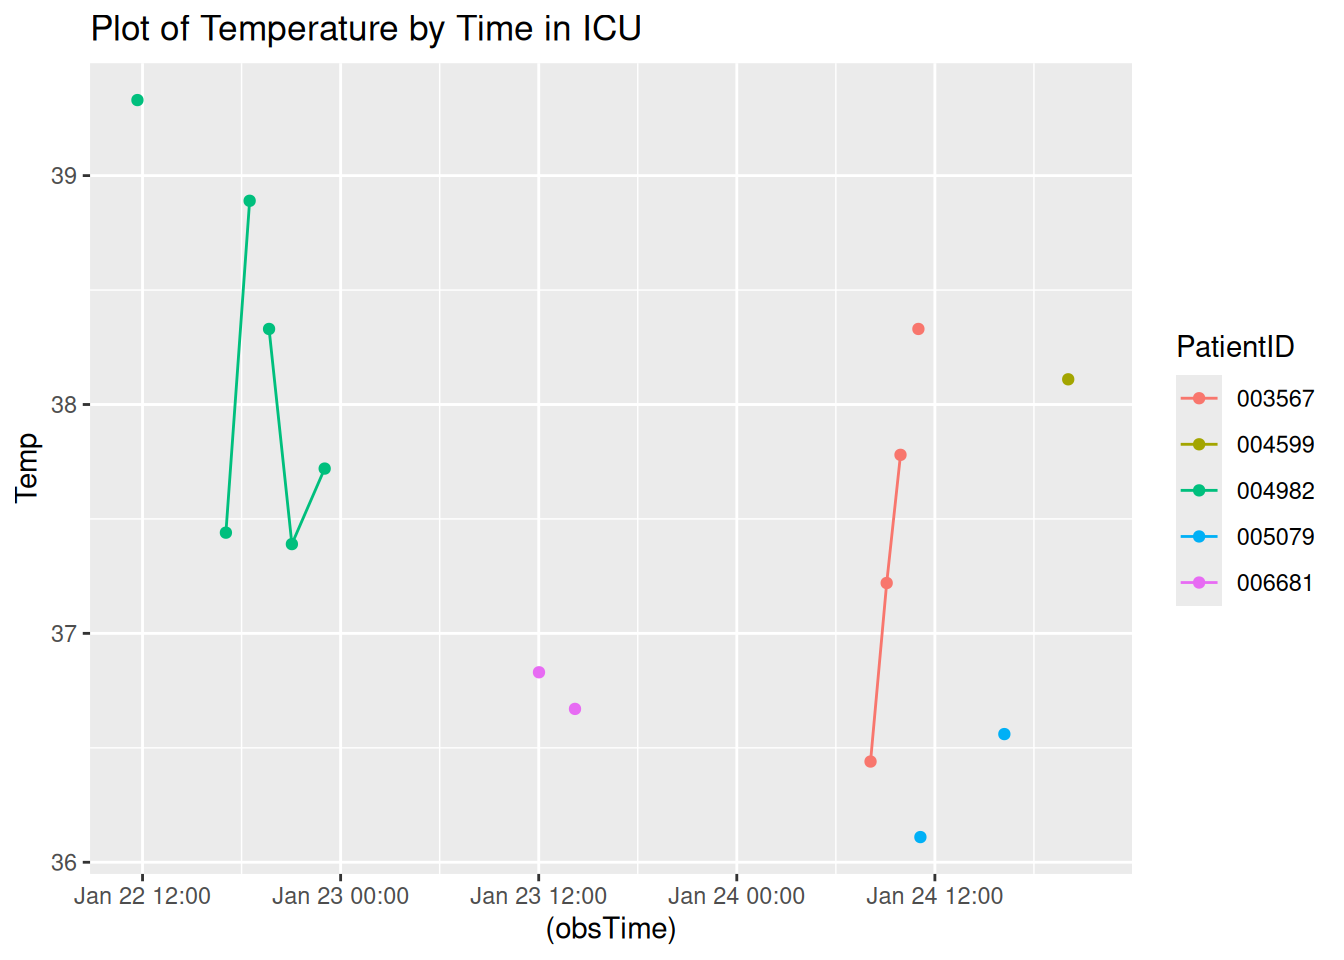 Plot of Temperature by Time in ICU
39
38
37
36
Temp
Jan 22 12:00
Jan 23 00:00
Jan 23 12:00
Jan 24 00:00
Jan 24 12:00
(obsTime)
PatientID
003567
004599
004982
005079
006681